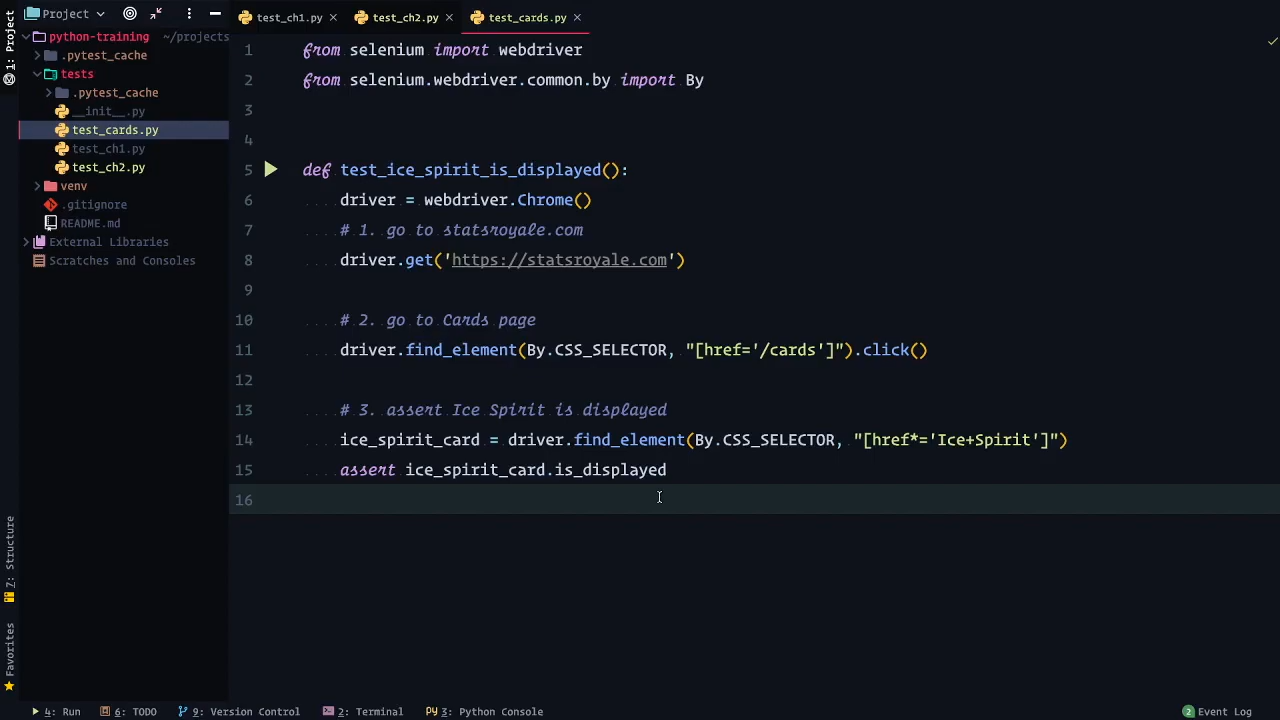 Project
test_ch1.py
test_ch2.py
test_cards.py
1: Project
python-training ~/projects
.pytest_cache
tests
.pytest_cache
__init__.py
test_cards.py
test_ch1.py
test_ch2.py
venv
.gitignore
README.md
External Libraries
Scratches and Consoles
1 from selenium import webdriver
2 from selenium.webdriver.common.by import By
3
4
5 def test_ice_spirit_is_displayed():
6 driver = webdriver.Chrome()
7 # 1. go to statsroyale.com
8 driver.get('https://statsroyale.com')
9
10 # 2. go to Cards page
11 driver.find_element(By.CSS_SELECTOR, "[href='/cards']").click()
12
13 # 3. assert Ice Spirit is displayed
14 ice_spirit_card = driver.find_element(By.CSS_SELECTOR, "[href*='Ice+Spirit']")
15 assert ice_spirit_card.is_displayed
16
7: Structure
Favorites
4: Run
6: TODO
9: Version Control
2: Terminal
3: Python Console
2 Event Log